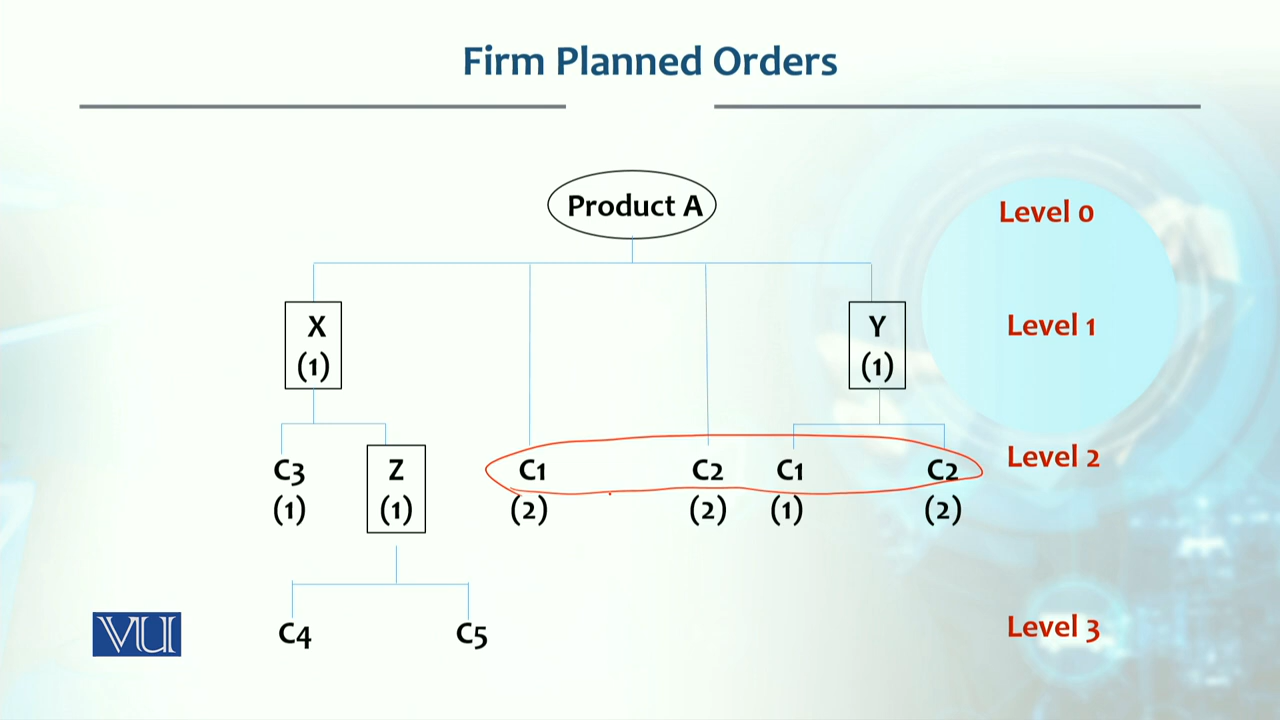 Firm Planned Orders
Product A
Level 0
X
(1)
Y
(1)
Level 1
C3
(1)
Z
(1)
C1
(2)
C2
(2)
C1
(1)
C2
(2)
Level 2
C4
C5
Level 3
VU